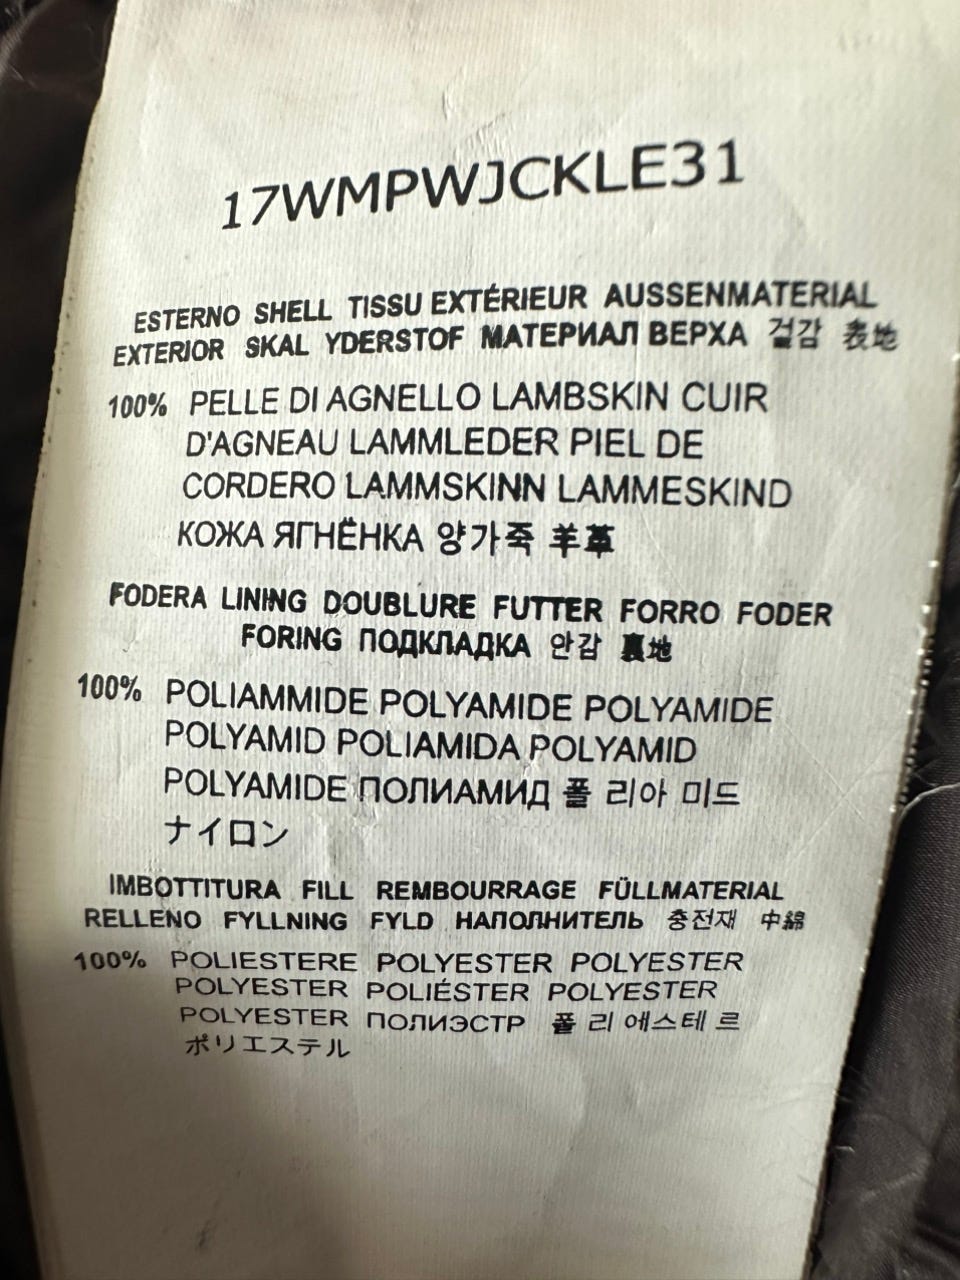 17WMPWJCKLE31
ESTERNO SHELL TISSU EXTÉRIEUR AUSSENMATERIAL
EXTERIOR SKAL YDERSTOF МАТЕРИАЛ ВЕРХА 겉감 表地
100% PELLE DI AGNELLO LAMBSKIN CUIR
D'AGNEAU LAMMLEDER PIEL DE
CORDERO LAMMSKINN LAMMESKIND
КОЖА ЯГНЁНКА 양가죽 羊革
FODERA LINING DOUBLURE FUTTER FORRO FODER
FORING ПОДКЛАДКА 안감 裏地
100% POLIAMMIDE POLYAMIDE POLYAMIDE
POLYAMID POLIAMIDA POLYAMID
POLYAMIDE ПОЛИАМИД 폴 리아 미드
ナイロン
IMBOTTITURA FILL REMBOURRAGE FÜLLMATERIAL
RELLENO FYLLNING FYLD НАПОЛНИТЕЛЬ 충전재 中綿
100% POLIESTERE POLYESTER POLYESTER
POLYESTER POLIÉSTER POLYESTER
POLYESTER ПОЛИЭСТР 폴 리 에스테 르
ポリエステル